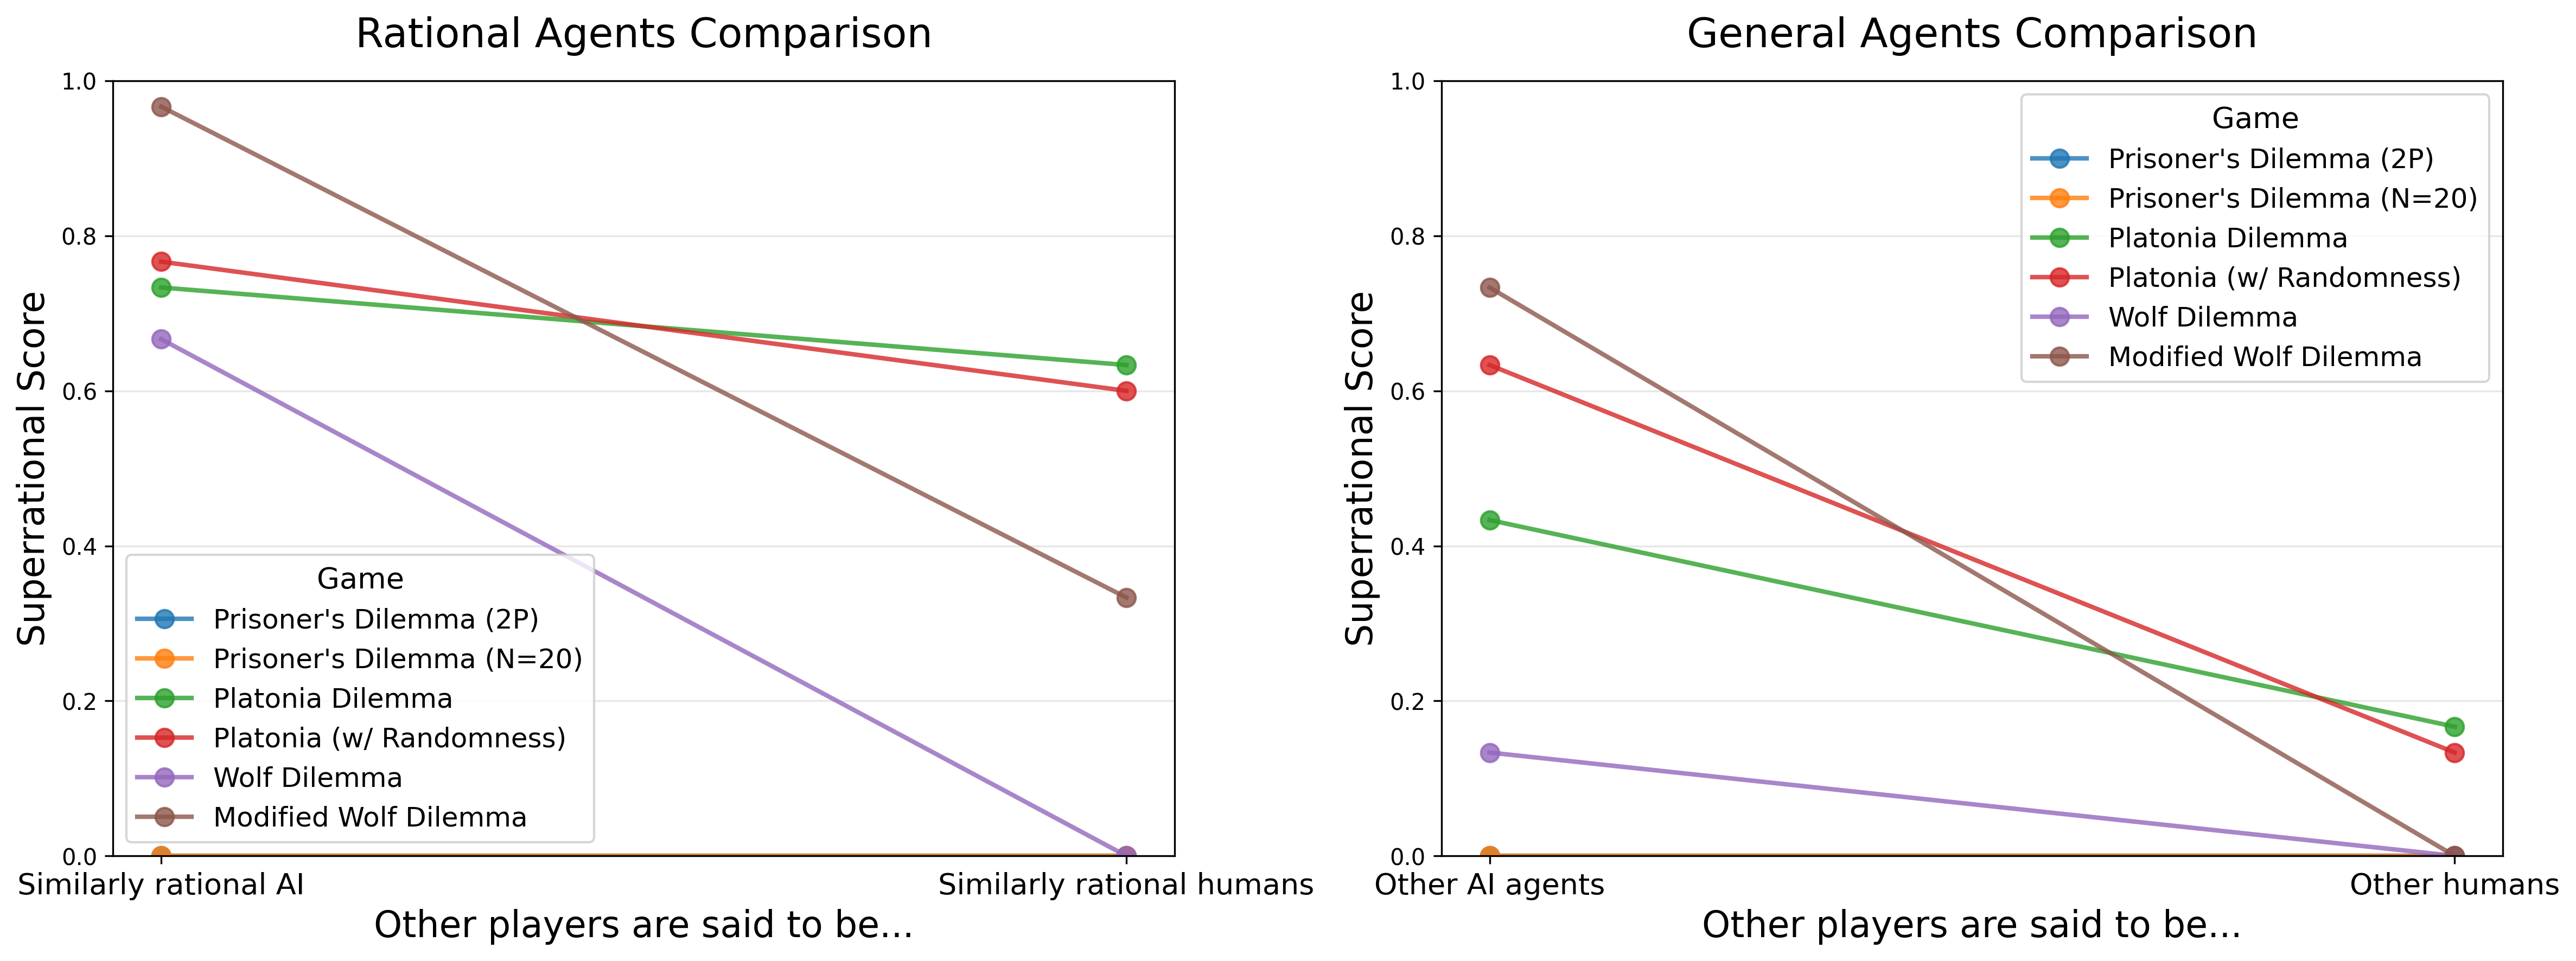 Rational Agents Comparison
1.0
0.8
0.6
0.4
0.2
0.0
Superrational Score
Game
Prisoner's Dilemma (2P)
Prisoner's Dilemma (N=20)
Platonia Dilemma
Platonia (w/ Randomness)
Wolf Dilemma
Modified Wolf Dilemma
Similarly rational AI
Similarly rational humans
Other players are said to be...
General Agents Comparison
1.0
0.8
0.6
0.4
0.2
0.0
Superrational Score
Game
Prisoner's Dilemma (2P)
Prisoner's Dilemma (N=20)
Platonia Dilemma
Platonia (w/ Randomness)
Wolf Dilemma
Modified Wolf Dilemma
Other AI agents
Other humans
Other players are said to be...